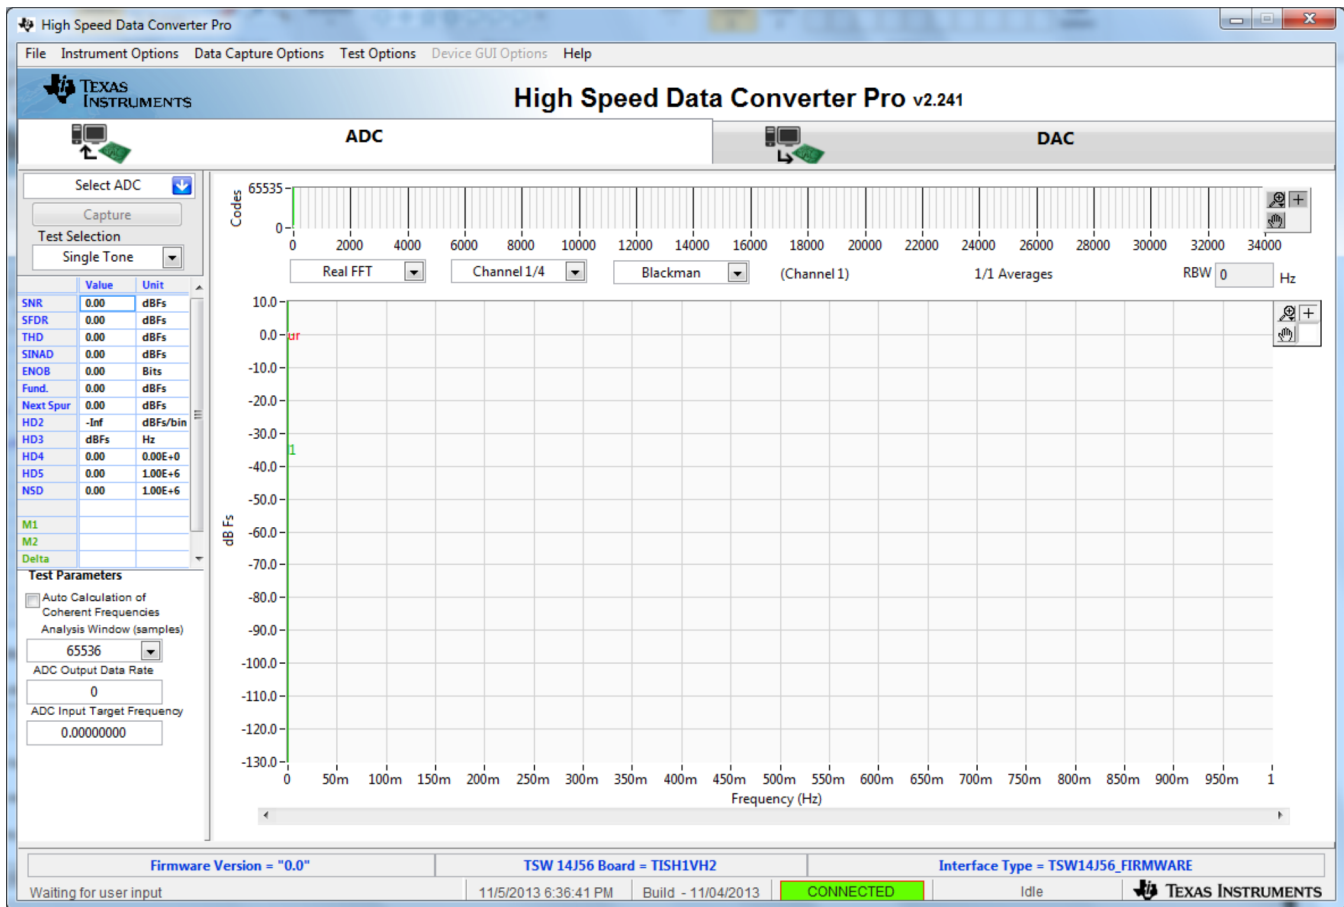 High Speed Data Converter Pro
File Instrument Options Data Capture Options Test Options Device GUI Options Help
TEXAS INSTRUMENTS
High Speed Data Converter Pro v2.241
ADC
DAC
Select ADC
Capture
Test Selection
Single Tone
Value Unit
SNR 0.00 dBFs
SFDR 0.00 dBFs
THD 0.00 dBFs
SINAD 0.00 dBFs
ENOB 0.00 Bits
Fund. 0.00 dBFs
Next Spur 0.00 dBFs
HD2 -Inf dBFs/bin
HD3 dBFs Hz
HD4 0.00 0.00E+0
HD5 0.00 1.00E+6
NSD 0.00 1.00E+6
M1
M2
Delta
Test Parameters
Auto Calculation of
Coherent Frequencies
Analysis Window (samples)
65536
ADC Output Data Rate
0
ADC Input Target Frequency
0.00000000
Codes
65535
0
0 2000 4000 6000 8000 10000 12000 14000 16000 18000 20000 22000 24000 26000 28000 30000 32000 34000
Real FFT Channel 1/4 Blackman (Channel 1) 1/1 Averages RBW 0 Hz
dB Fs
10.0
0.0
ur
-10.0
-20.0
-30.0
1
-40.0
-50.0
-60.0
-70.0
-80.0
-90.0
-100.0
-110.0
-120.0
-130.0
0 50m 100m 150m 200m 250m 300m 350m 400m 450m 500m 550m 600m 650m 700m 750m 800m 850m 900m 950m 1
Frequency (Hz)
Firmware Version = "0.0" TSW 14J56 Board = TISH1VH2 Interface Type = TSW14J56_FIRMWARE
Waiting for user input 11/5/2013 6:36:41 PM Build - 11/04/2013 CONNECTED Idle TEXAS INSTRUMENTS